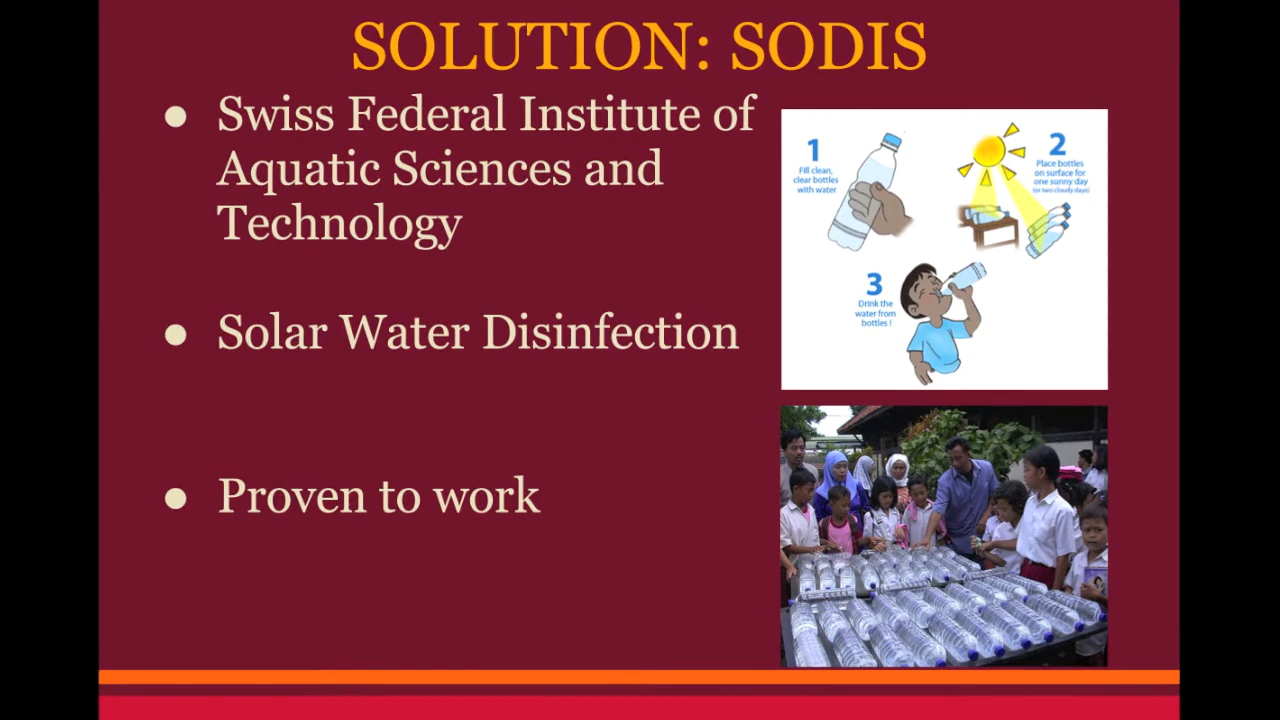 SOLUTION: SODIS
● Swiss Federal Institute of
Aquatic Sciences and
Technology
● Solar Water Disinfection
● Proven to work
1
Fill clean,
clear bottles
with water
2
Place bottles
on surface for
one sunny day
(or two cloudy days)
3
Drink the
water from
bottles !